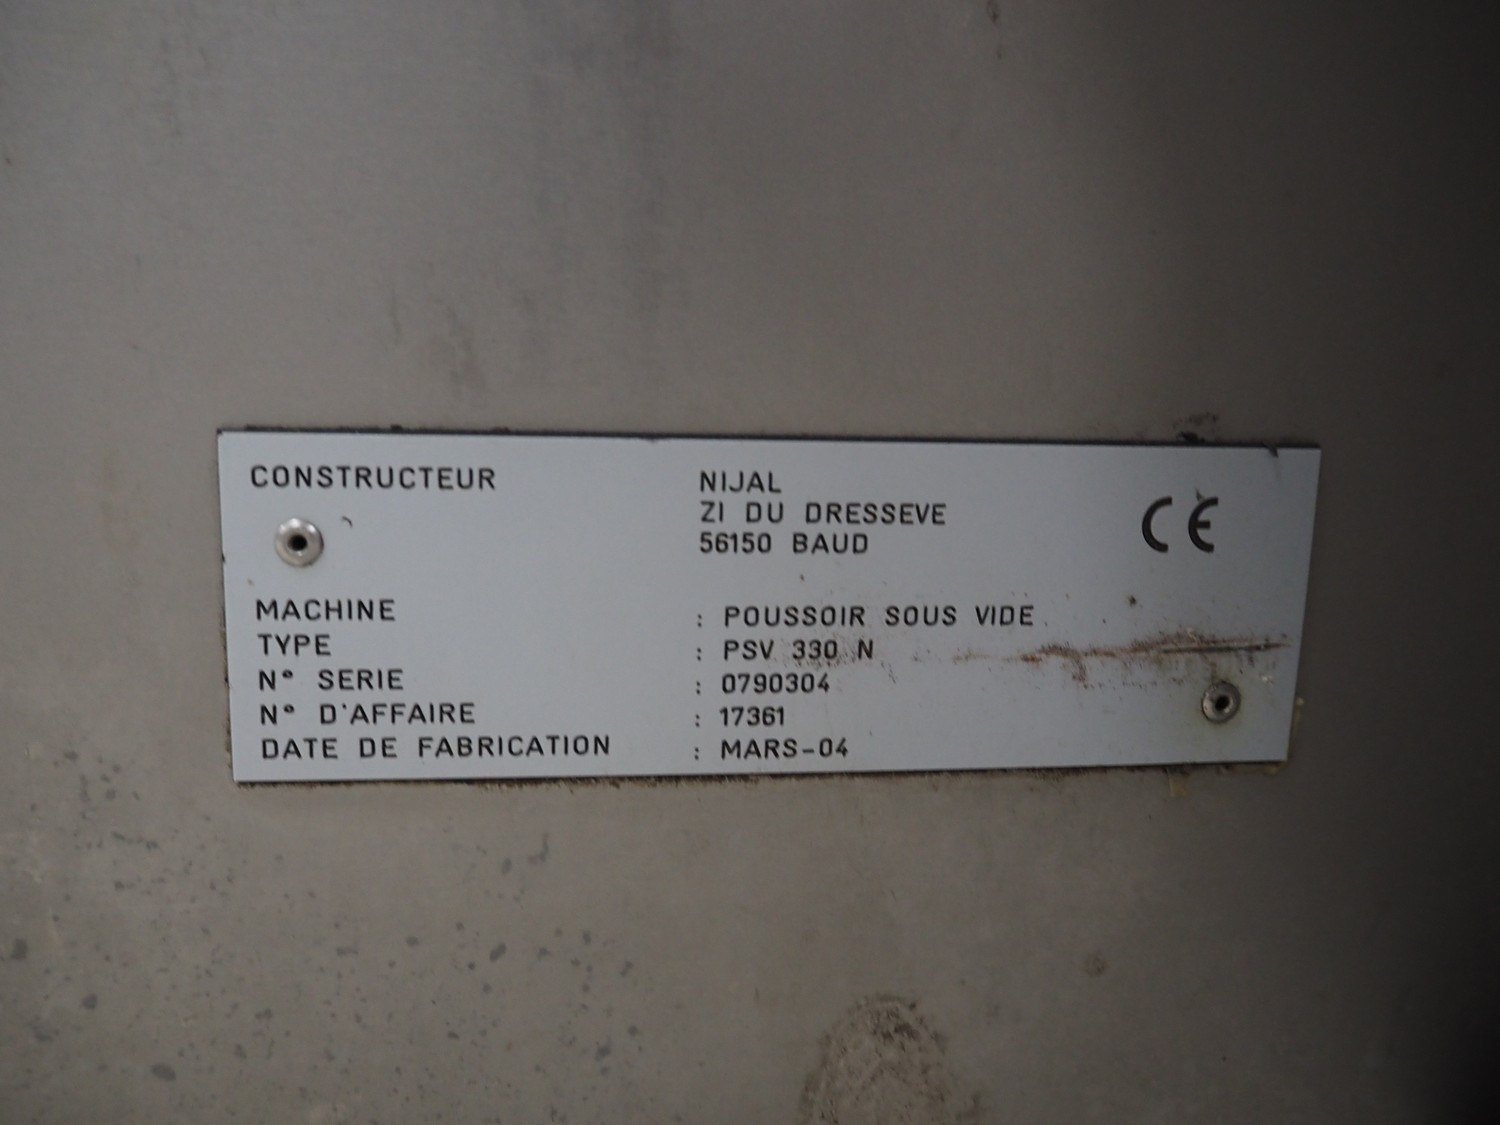 CONSTRUCTEUR NIJAL
ZI DU DRESSEVE
56150 BAUD
CE
MACHINE : POUSSOIR SOUS VIDE
TYPE : PSV 330 N
N° SERIE : 0790304
N° D'AFFAIRE : 17361
DATE DE FABRICATION : MARS-04